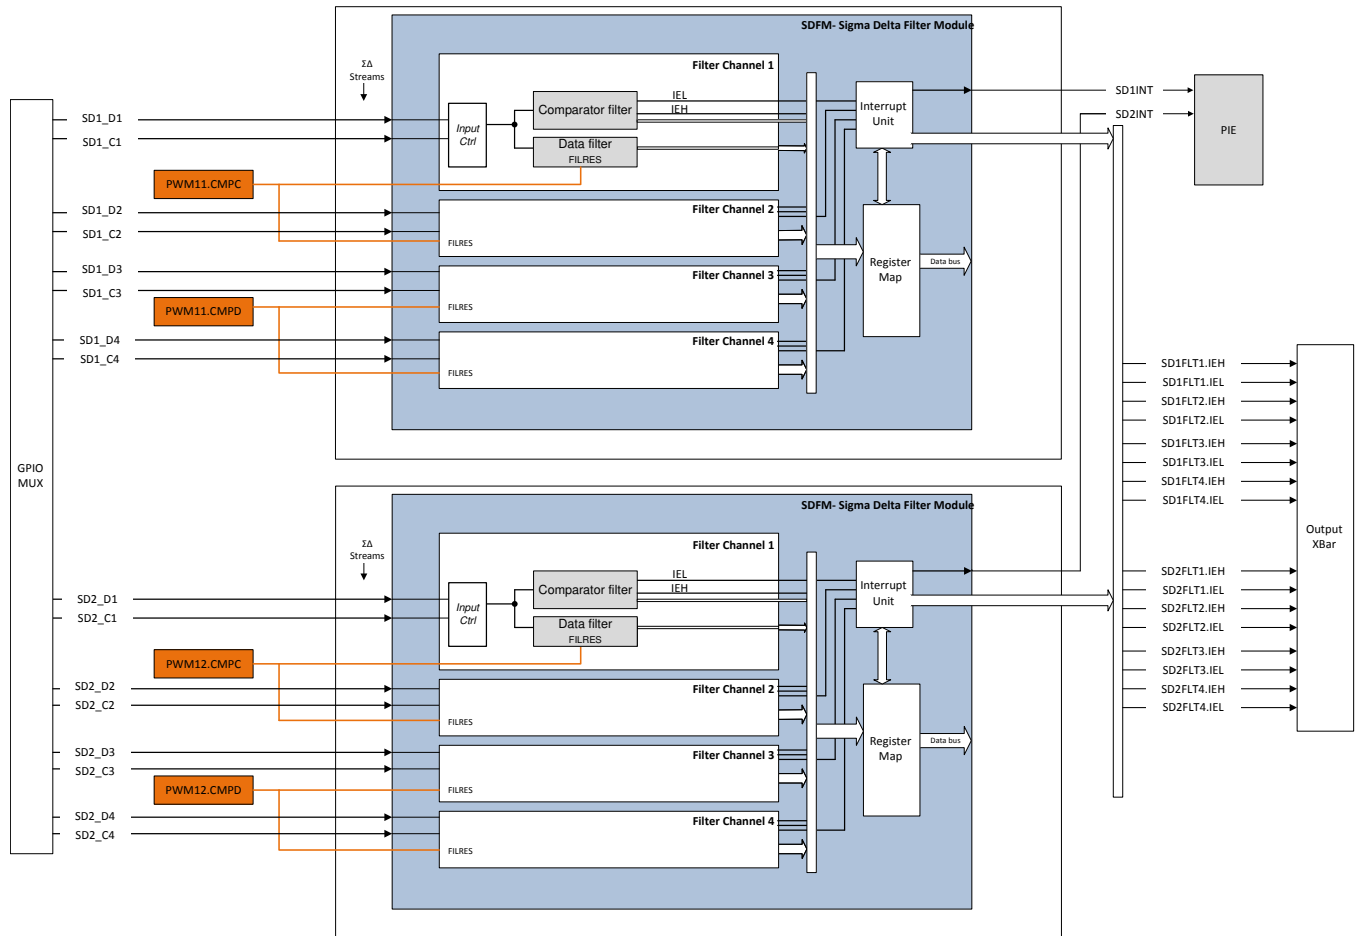 SDFM- Sigma Delta Filter Module
ΣΔ
Streams
Filter Channel 1
SD1_D1
SD1_C1
Input
Ctrl
Comparator filter
IEL
IEH
Data filter
FILRES
Interrupt
Unit
SD1INT
SD2INT
PIE
PWM11.CMPC
SD1_D2
SD1_C2
Filter Channel 2
FILRES
SD1_D3
SD1_C3
Filter Channel 3
FILRES
PWM11.CMPD
Register
Map
Data bus
SD1_D4
SD1_C4
Filter Channel 4
FILRES
GPIO
MUX
SD1FLT1.IEH
SD1FLT1.IEL
SD1FLT2.IEH
SD1FLT2.IEL
SD1FLT3.IEH
SD1FLT3.IEL
SD1FLT4.IEH
SD1FLT4.IEL
Output
XBar
SD2FLT1.IEH
SD2FLT1.IEL
SD2FLT2.IEH
SD2FLT2.IEL
SD2FLT3.IEH
SD2FLT3.IEL
SD2FLT4.IEH
SD2FLT4.IEL
SDFM- Sigma Delta Filter Module
ΣΔ
Streams
Filter Channel 1
SD2_D1
SD2_C1
Input
Ctrl
Comparator filter
IEL
IEH
Data filter
FILRES
Interrupt
Unit
PWM12.CMPC
SD2_D2
SD2_C2
Filter Channel 2
FILRES
SD2_D3
SD2_C3
Filter Channel 3
FILRES
PWM12.CMPD
Register
Map
Data bus
SD2_D4
SD2_C4
Filter Channel 4
FILRES